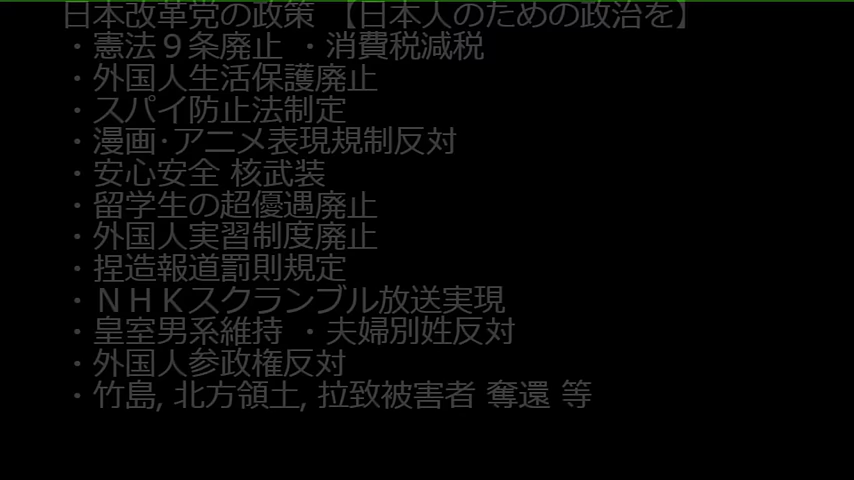 日本改革党の政策 【日本人のための政治を】
・憲法９条廃止 ・消費税減税
・外国人生活保護廃止
・スパイ防止法制定
・漫画･アニメ表現規制反対
・安心安全 核武装
・留学生の超優遇廃止
・外国人実習制度廃止
・捏造報道罰則規定
・ＮＨＫスクランブル放送実現
・皇室男系維持 ・夫婦別姓反対
・外国人参政権反対
・竹島, 北方領土, 拉致被害者 奪還 等